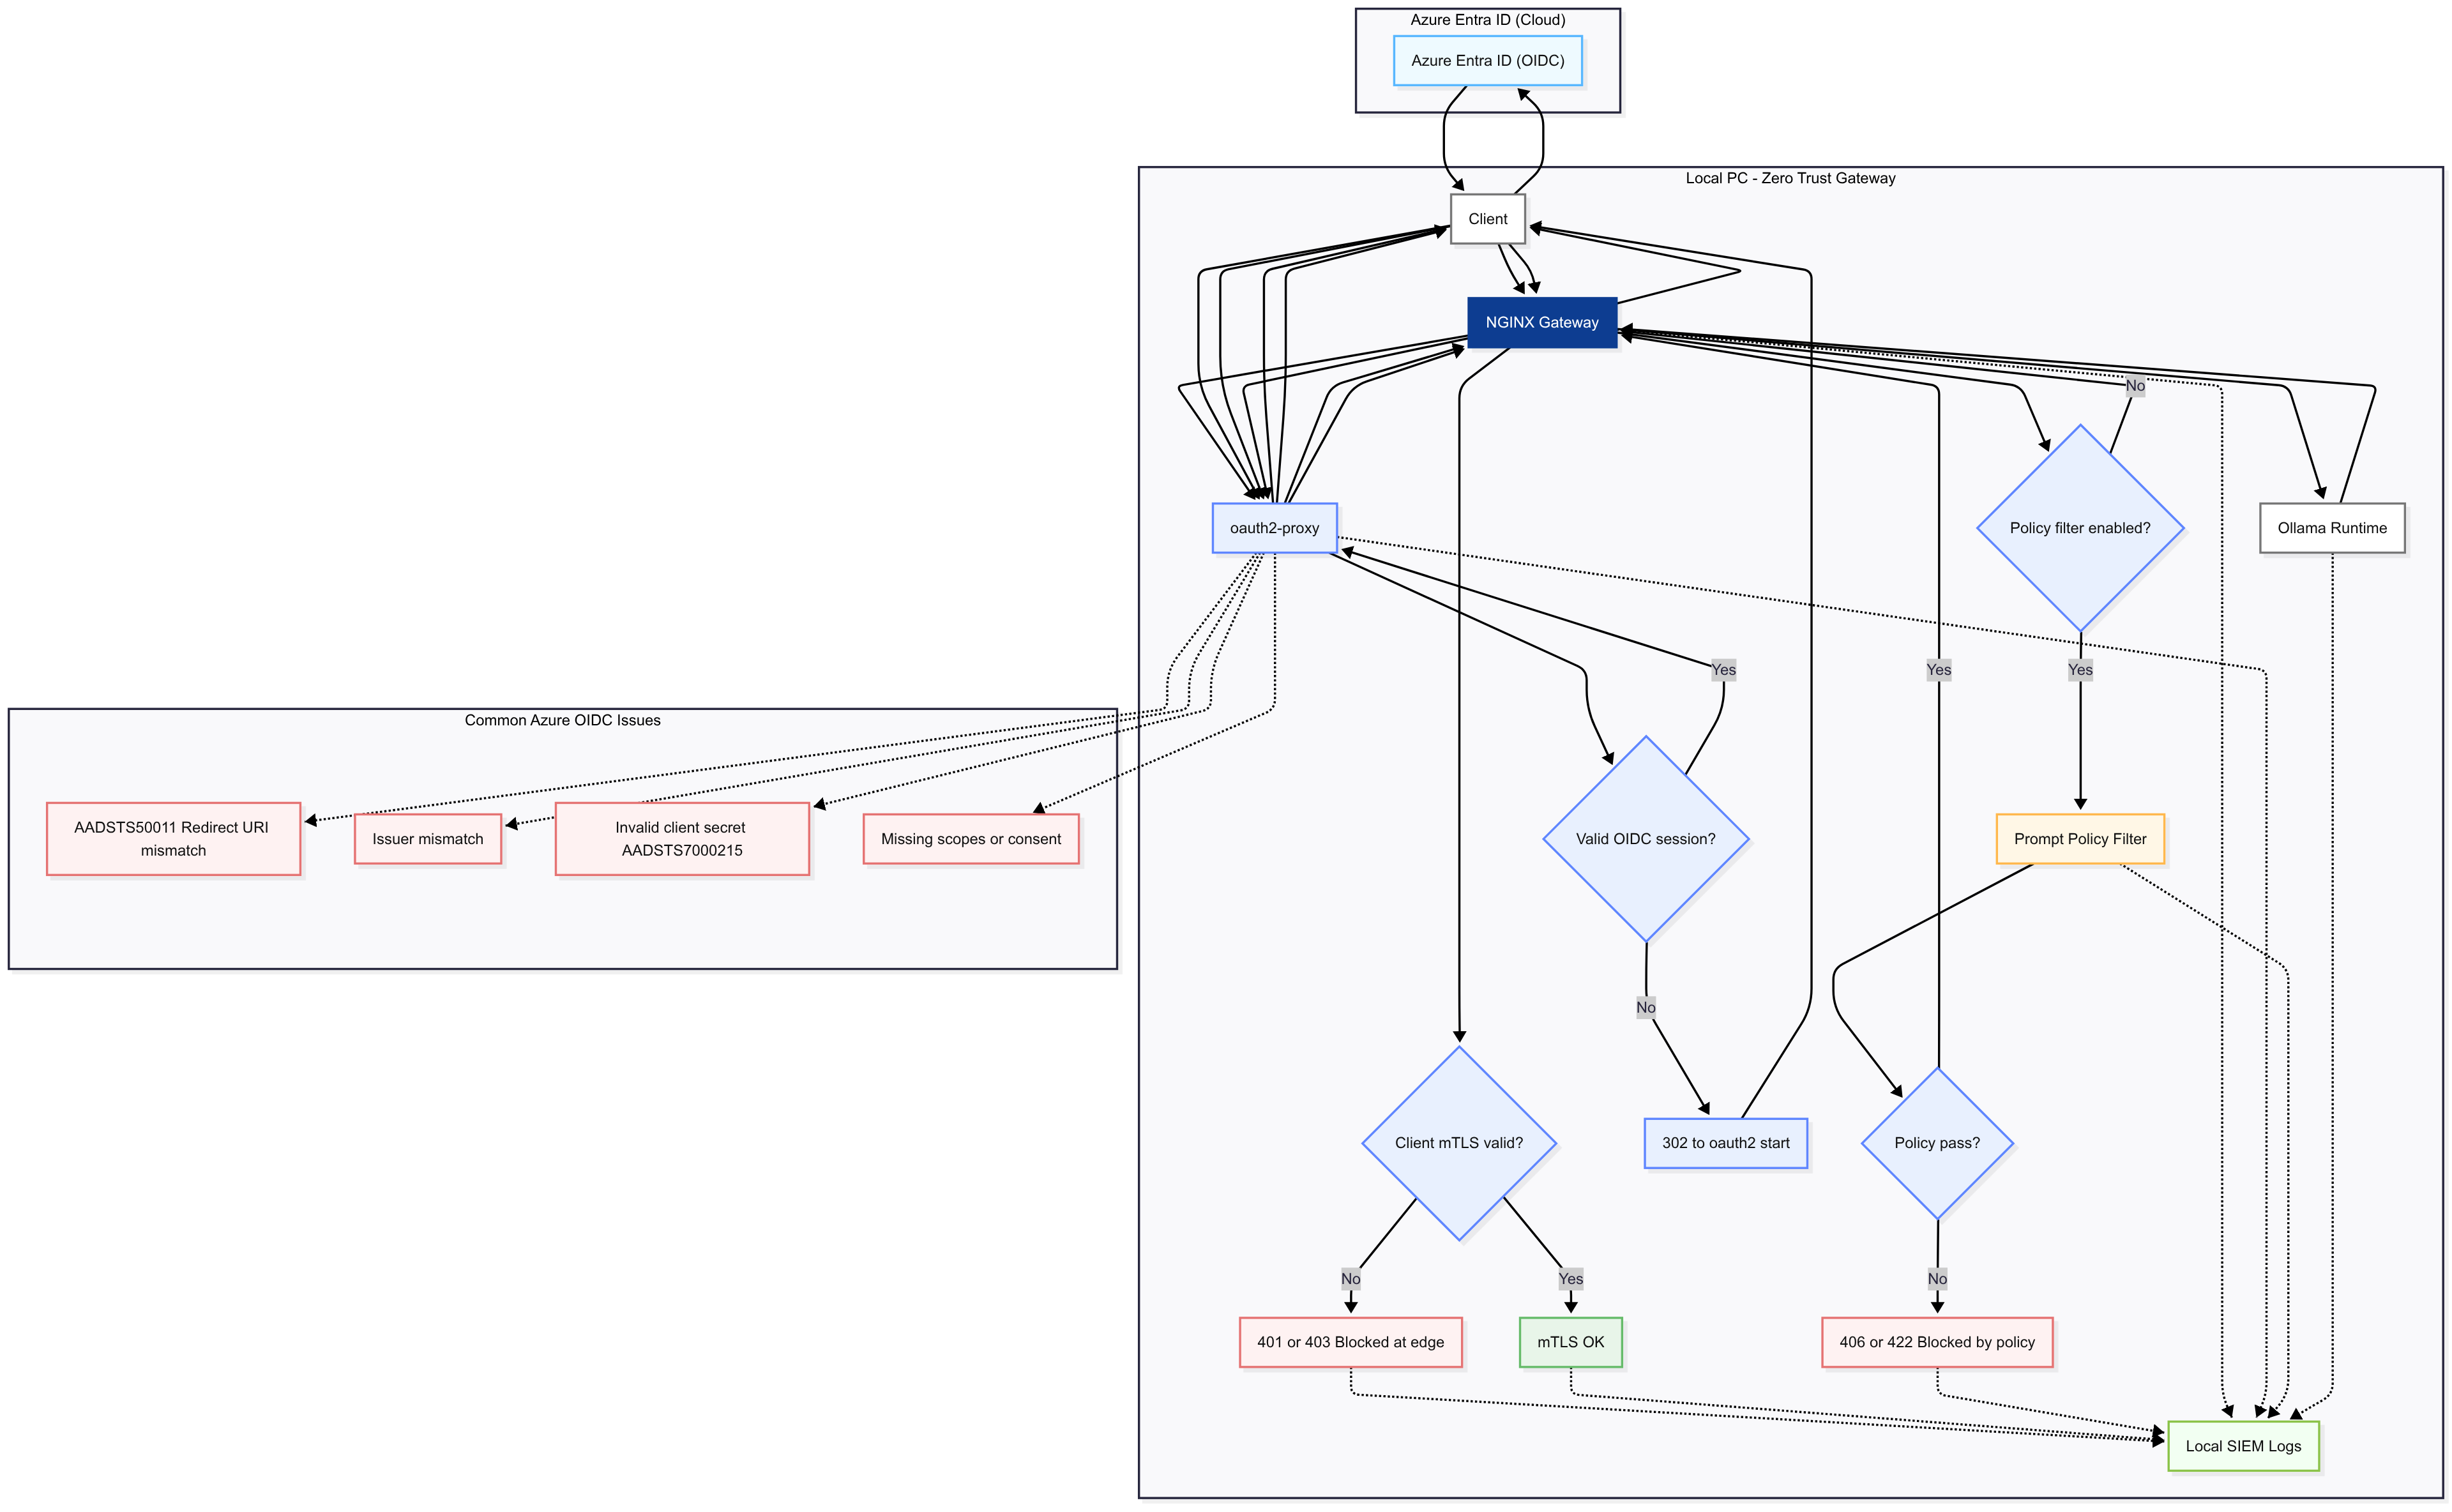 Azure Entra ID (Cloud)
Azure Entra ID (OIDC)
Local PC - Zero Trust Gateway
Client
NGINX Gateway
No
oauth2-proxy
Policy filter enabled?
Ollama Runtime
Yes
Yes
Yes
Common Azure OIDC Issues
AADSTS50011 Redirect URI
mismatch
Issuer mismatch
Invalid client secret
AADSTS7000215
Missing scopes or consent
Valid OIDC session?
Prompt Policy Filter
No
Client mTLS valid?
302 to oauth2 start
Policy pass?
No
Yes
No
401 or 403 Blocked at edge
mTLS OK
406 or 422 Blocked by policy
Local SIEM Logs